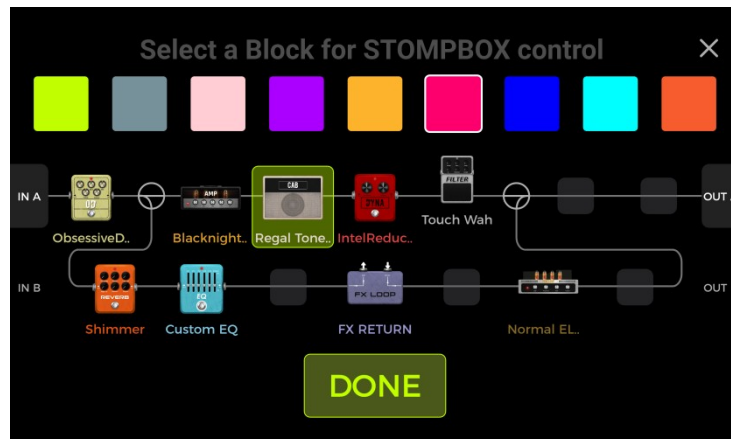 Select a Block for STOMPBOX control
IN A
OD
AMP
CAB
DYNA
FILTER
OUT
ObsessiveD..
Blacknight..
Regal Tone..
IntelReduc..
Touch Wah
IN B
REVERB
EQ
FX LOOP
OUT
Shimmer
Custom EQ
FX RETURN
Normal EL..
DONE